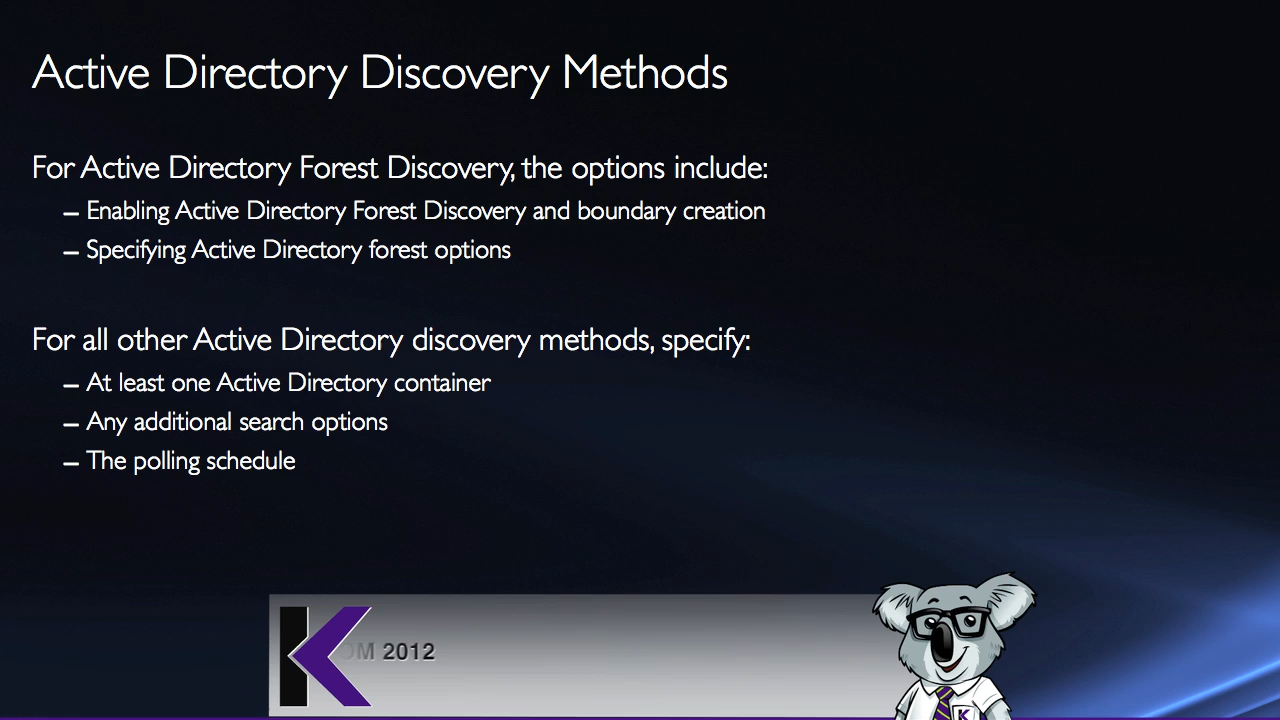 Active Directory Discovery Methods
For Active Directory Forest Discovery, the options include:
– Enabling Active Directory Forest Discovery and boundary creation
– Specifying Active Directory forest options
For all other Active Directory discovery methods, specify:
– At least one Active Directory container
– Any additional search options
– The polling schedule
K
2012
K